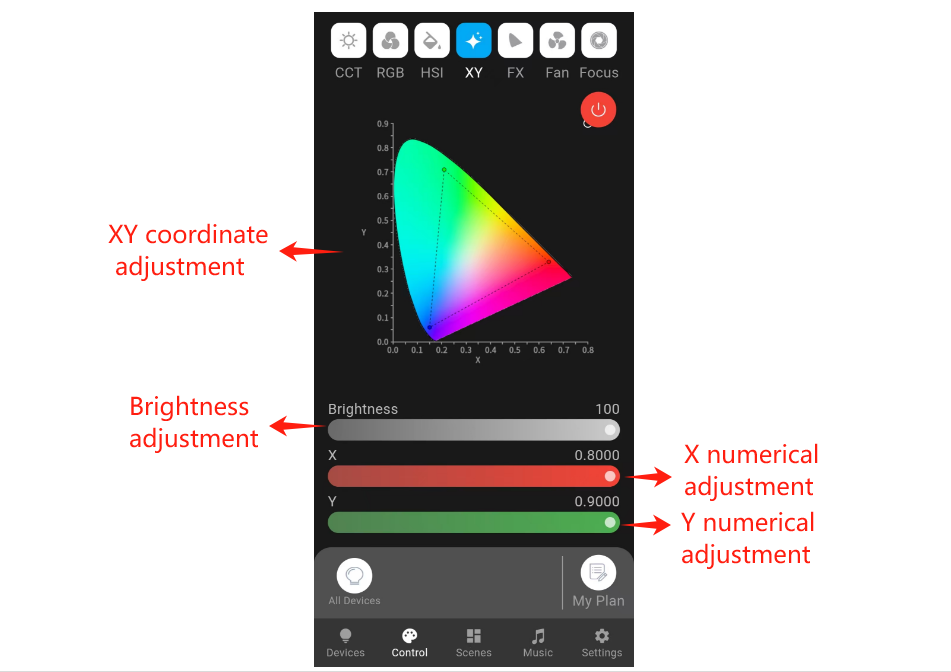 CCT RGB HSI XY FX Fan Focus
0.9
0.8
0.7
0.6
0.5
Y
0.4
0.3
0.2
0.1
0.0
0.0 0.1 0.2 0.3 0.4 0.5 0.6 0.7 0.8
X
XY coordinate
adjustment
Brightness 100
Brightness
adjustment
X 0.8000
X numerical
adjustment
Y 0.9000
Y numerical
adjustment
All Devices My Plan
Devices Control Scenes Music Settings